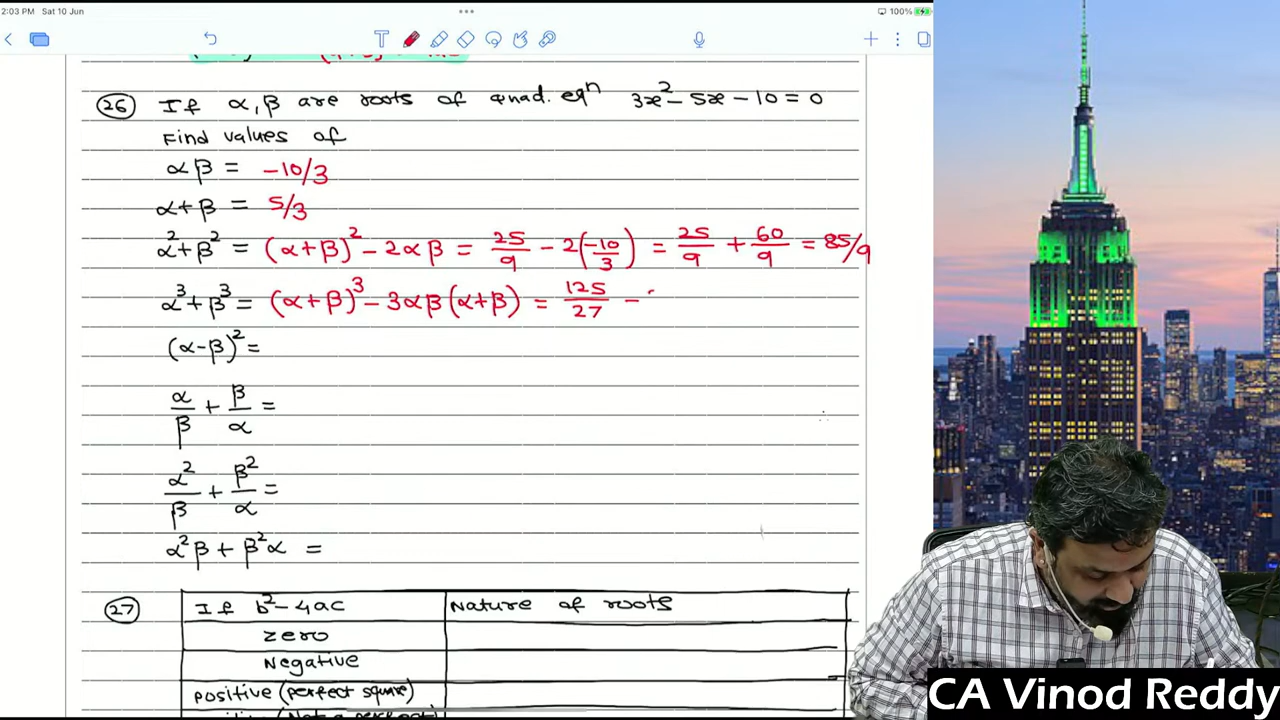 2:03 PM Sat 10 Jun
100%
26 If α, β are roots of quad. eqⁿ 3x² - 5x - 10 = 0
Find values of
αβ = -10/3
α+β = 5/3
α²+β² = (α+β)² - 2αβ = 25/9 - 2(-10/3) = 25/9 + 60/9 = 85/9
α³+β³ = (α+β)³ - 3αβ(α+β) = 125/27 -
(α-β)² =
α/β + β/α =
α²/β + β²/α =
α²β + β²α =
27 If b²-4ac Nature of roots
zero
Negative
positive (perfect square)
CA Vinod Reddy